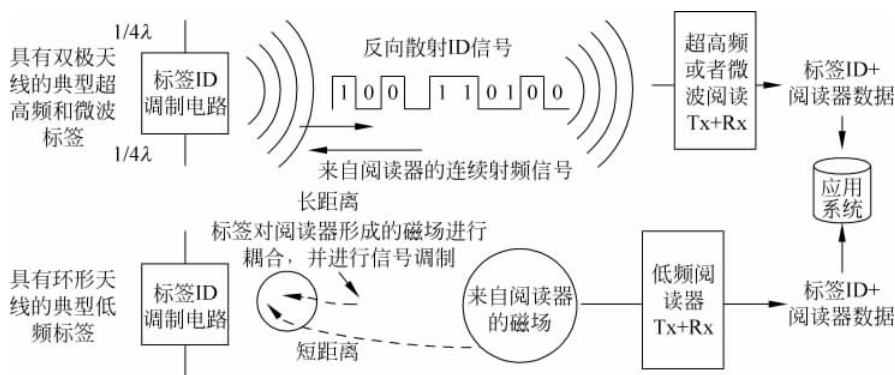 1/4λ
具有双极天
线的典型超
高频和微波
标签
1/4λ
标签ID
调制电路
反向散射ID信号
1 0 0 1 1 0 1 0 0
来自阅读器的连续射频信号
长距离
超高频
或者微
波阅读
Tx+Rx
标签ID+
阅读器数据
应用
系统
具有环形天
线的典型低
频标签
标签ID
调制电路
标签对阅读器形成的磁场进行
耦合，并进行信号调制
短距离
来自阅读器
的磁场
低频阅
读器
Tx+Rx
标签ID+
阅读器数据